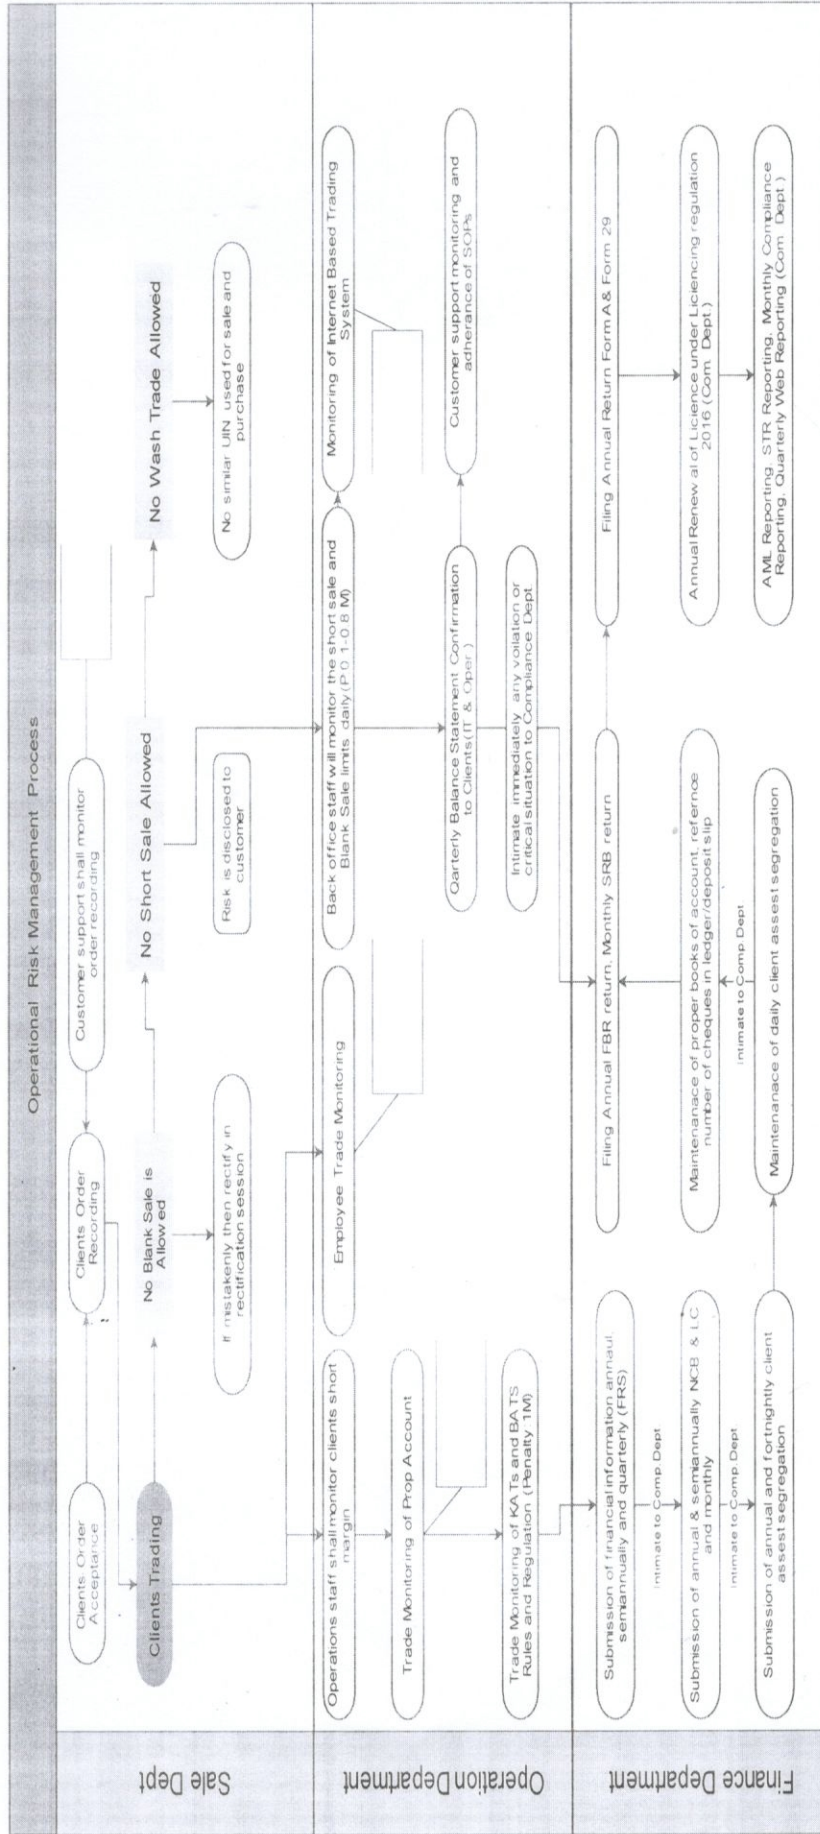 Operational Risk Management Process
Sale Dept
Clients Order
Acceptance
Clients Order
Recording
Customer support shall monitor
order recording
Clients Trading
No Blank Sale is
Allowed
No Short Sale Allowed
No Wash Trade Allowed
If mistakenly then rectify in
rectification session
Risk is disclosed to
customer
No similar UIN used for sale and
purchase
Operation Department
Operations staff shall monitor clients short
margin
Employee Trade Monitoring
Back office staff will monitor the short sale and
Blank Sale limits daily (P 0.1-0.8 M)
Monitoring of Internet Based Trading
System
Trade Monitoring of Prop Account
Qarterly Balance Statement Confirmation
to Clients(IT & Oper.)
Customer support monitoring and
adherance of SOPs
Trade Monitoring of KATs and BATS
Rules and Regulation (Penalty 1M)
Intimate immediately any voilation or
critical situation to Compliance Dept.
Finance Department
Submission of financial information annaul,
semiannually and quarterly (FRS)
Filing Annual FBR return, Monthly SRB return
Filing Annual Return Form A& Form 29
Intimate to Comp.Dept
Submission of annual & semiannually NCB & LC
and monthly
Maintenanace of proper books of account, refernce
number of cheques in ledger/deposit slip
Annual Renewal of Licence under Liciencing regulation
2016 (Com. Dept.)
Intimate to Comp.Dept
Intimate to Comp.Dept
Submission of annual and fortnightly client
assest segregation
Maintenanace of daily client assest segregation
AML Reporting, STR Reporting, Monthly Compliance
Reporting, Quarterly Web Reporting (Com. Dept.)